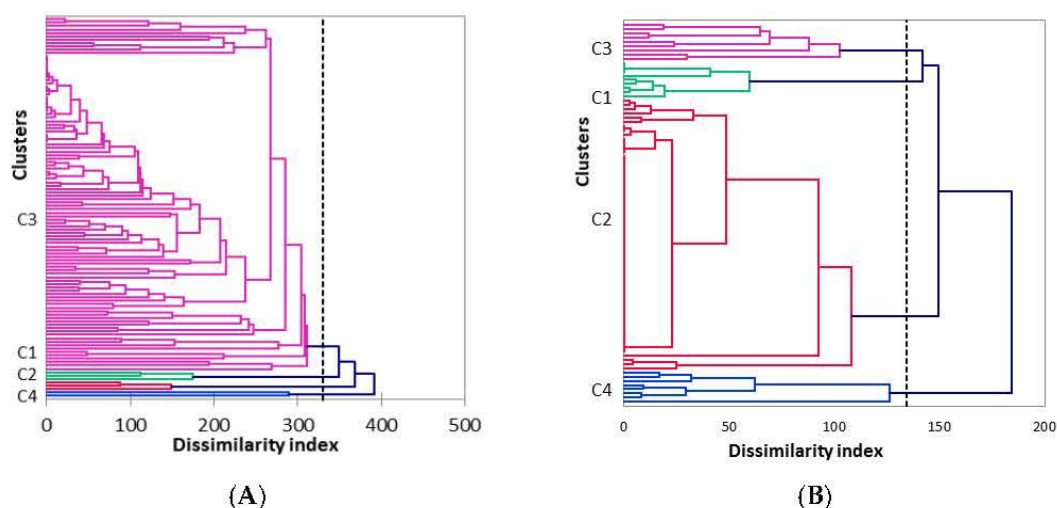 Clusters
C3
C1
C2
C4
0
100
200
300
400
500
Dissimilarity index
(A)
Clusters
C3
C1
C2
C4
0
50
100
150
200
Dissimilarity index
(B)